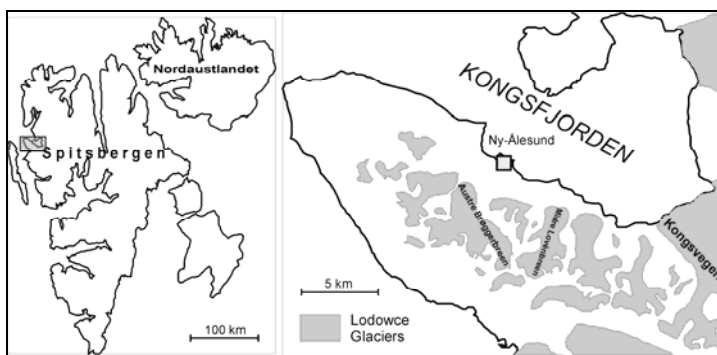 Nordaustlandet
Spitsbergen
100 km
KONGSFJORDEN
Ny-Ålesund
Austre Brøggerbreen
Midre Lovénbreen
Kongsvegen
5 km
Lodowce
Glaciers